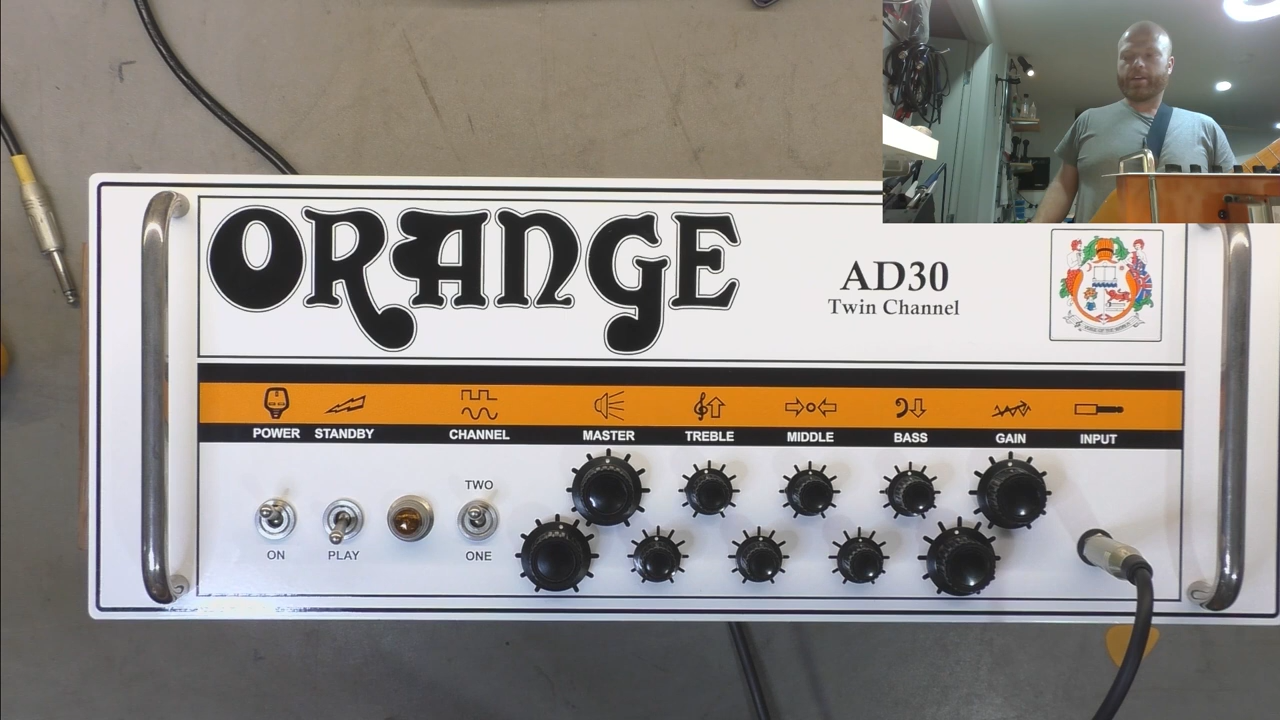 ORANGE
AD30
Twin Channel
POWER STANDBY CHANNEL MASTER TREBLE MIDDLE BASS GAIN INPUT
TWO
ON PLAY ONE